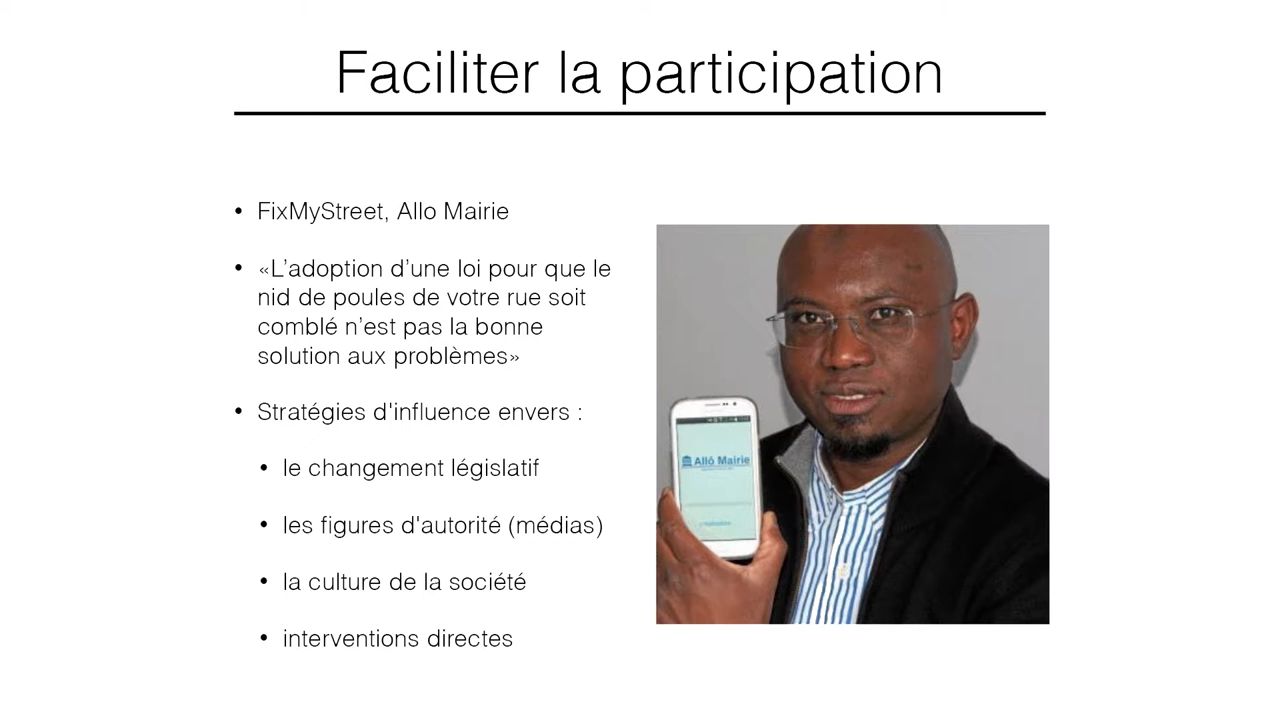 Faciliter la participation
• FixMyStreet, Allo Mairie
• «L'adoption d'une loi pour que le
nid de poules de votre rue soit
comblé n'est pas la bonne
solution aux problèmes»
• Stratégies d'influence envers :
• le changement législatif
• les figures d'autorité (médias)
• la culture de la société
• interventions directes
Allô Mairie